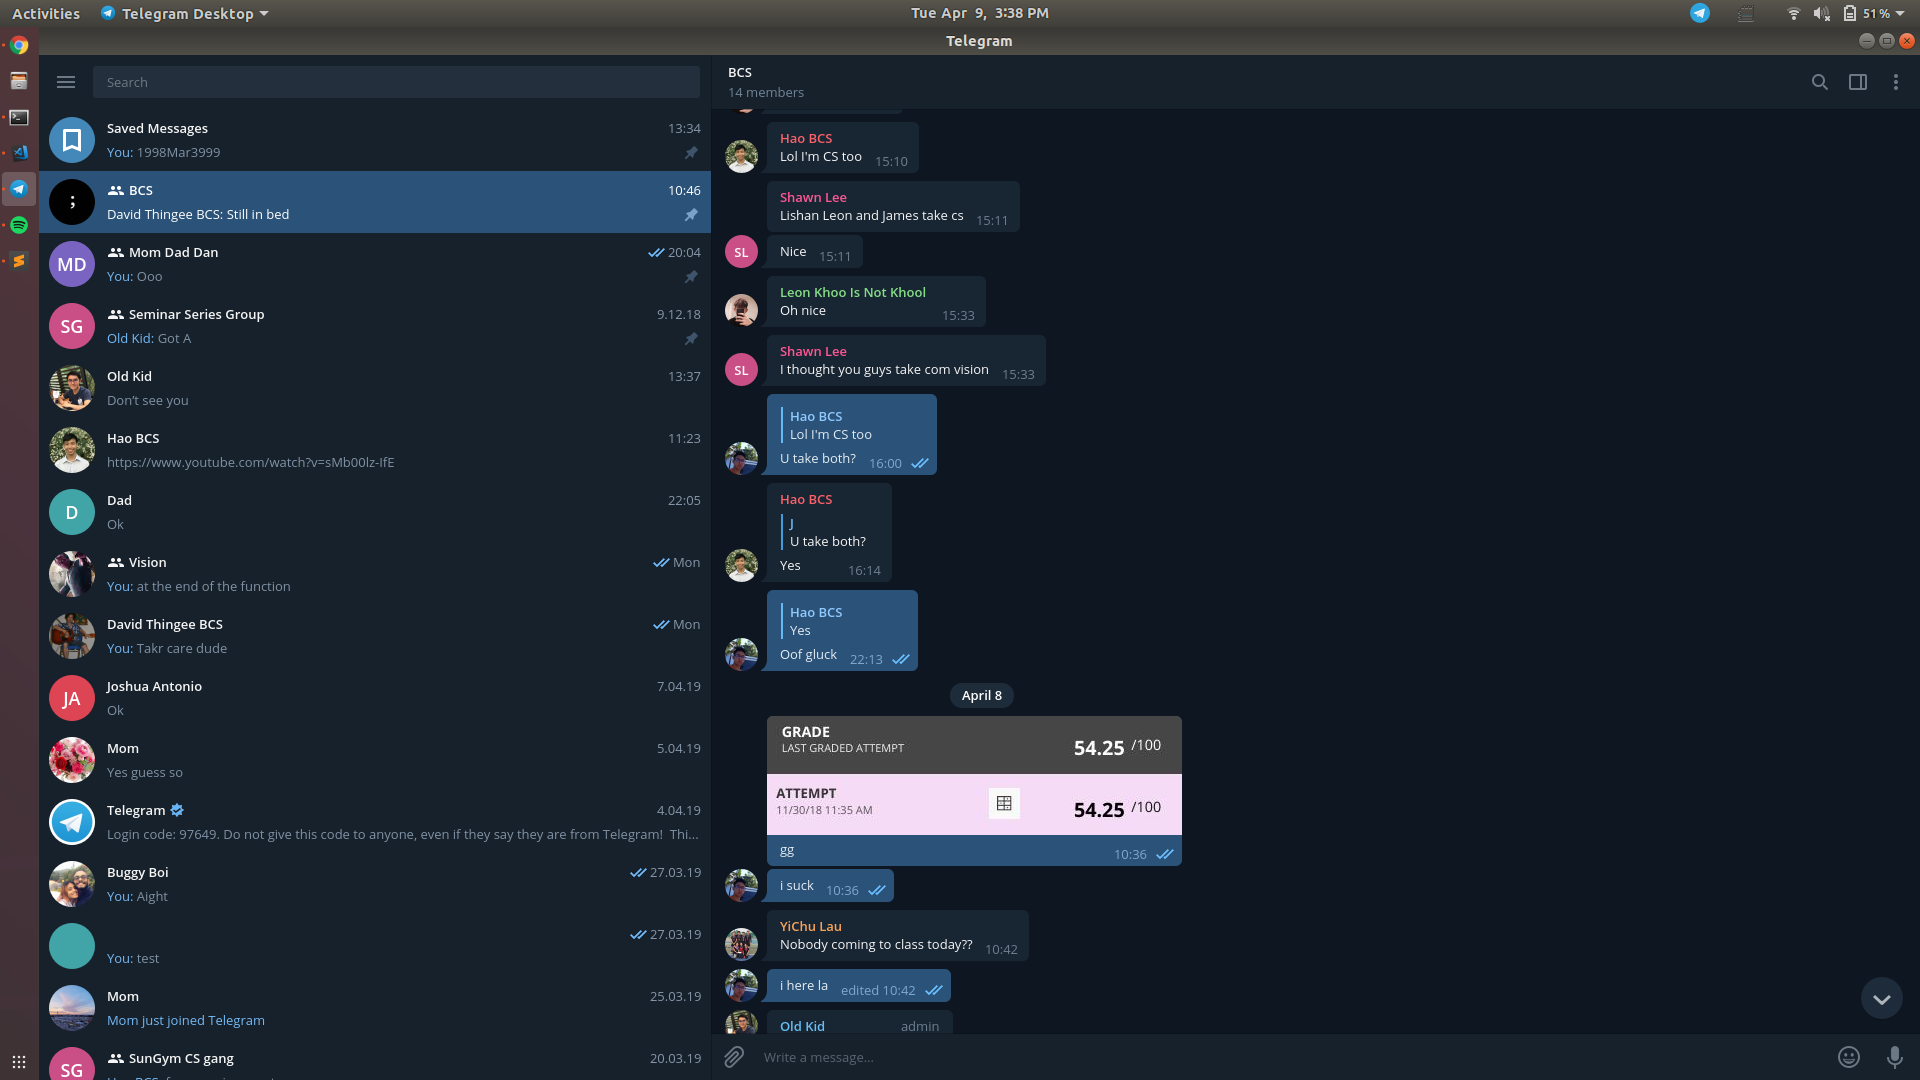 Activities
Telegram Desktop
Tue Apr 9, 3:38 PM
51 %
Telegram
Search
Saved Messages 13:34
You: 1998Mar3999
; BCS 10:46
David Thingee BCS: Still in bed
MD Mom Dad Dan 20:04
You: Ooo
SG Seminar Series Group 9.12.18
Old Kid: Got A
Old Kid 13:37
Don't see you
Hao BCS 11:23
https://www.youtube.com/watch?v=sMb00lz-IfE
D Dad 22:05
Ok
Vision Mon
You: at the end of the function
David Thingee BCS Mon
You: Takr care dude
JA Joshua Antonio 7.04.19
Ok
Mom 5.04.19
Yes guess so
Telegram 4.04.19
Login code: 97649. Do not give this code to anyone, even if they say they are from Telegram! Thi...
Buggy Boi 27.03.19
You: Aight
27.03.19
You: test
Mom 25.03.19
Mom just joined Telegram
SG SunGym CS gang 20.03.19
BCS
14 members
Hao BCS
Lol I'm CS too 15:10
Shawn Lee
Lishan Leon and James take cs 15:11
SL Nice 15:11
Leon Khoo Is Not Khool
Oh nice 15:33
Shawn Lee
SL I thought you guys take com vision 15:33
Hao BCS
Lol I'm CS too
U take both? 16:00
Hao BCS
J
U take both?
Yes 16:14
Hao BCS
Yes
Oof gluck 22:13
April 8
GRADE
LAST GRADED ATTEMPT 54.25 /100
ATTEMPT
11/30/18 11:35 AM 54.25 /100
gg 10:36
i suck 10:36
YiChu Lau
Nobody coming to class today?? 10:42
i here la edited 10:42
Old Kid admin
Write a message...